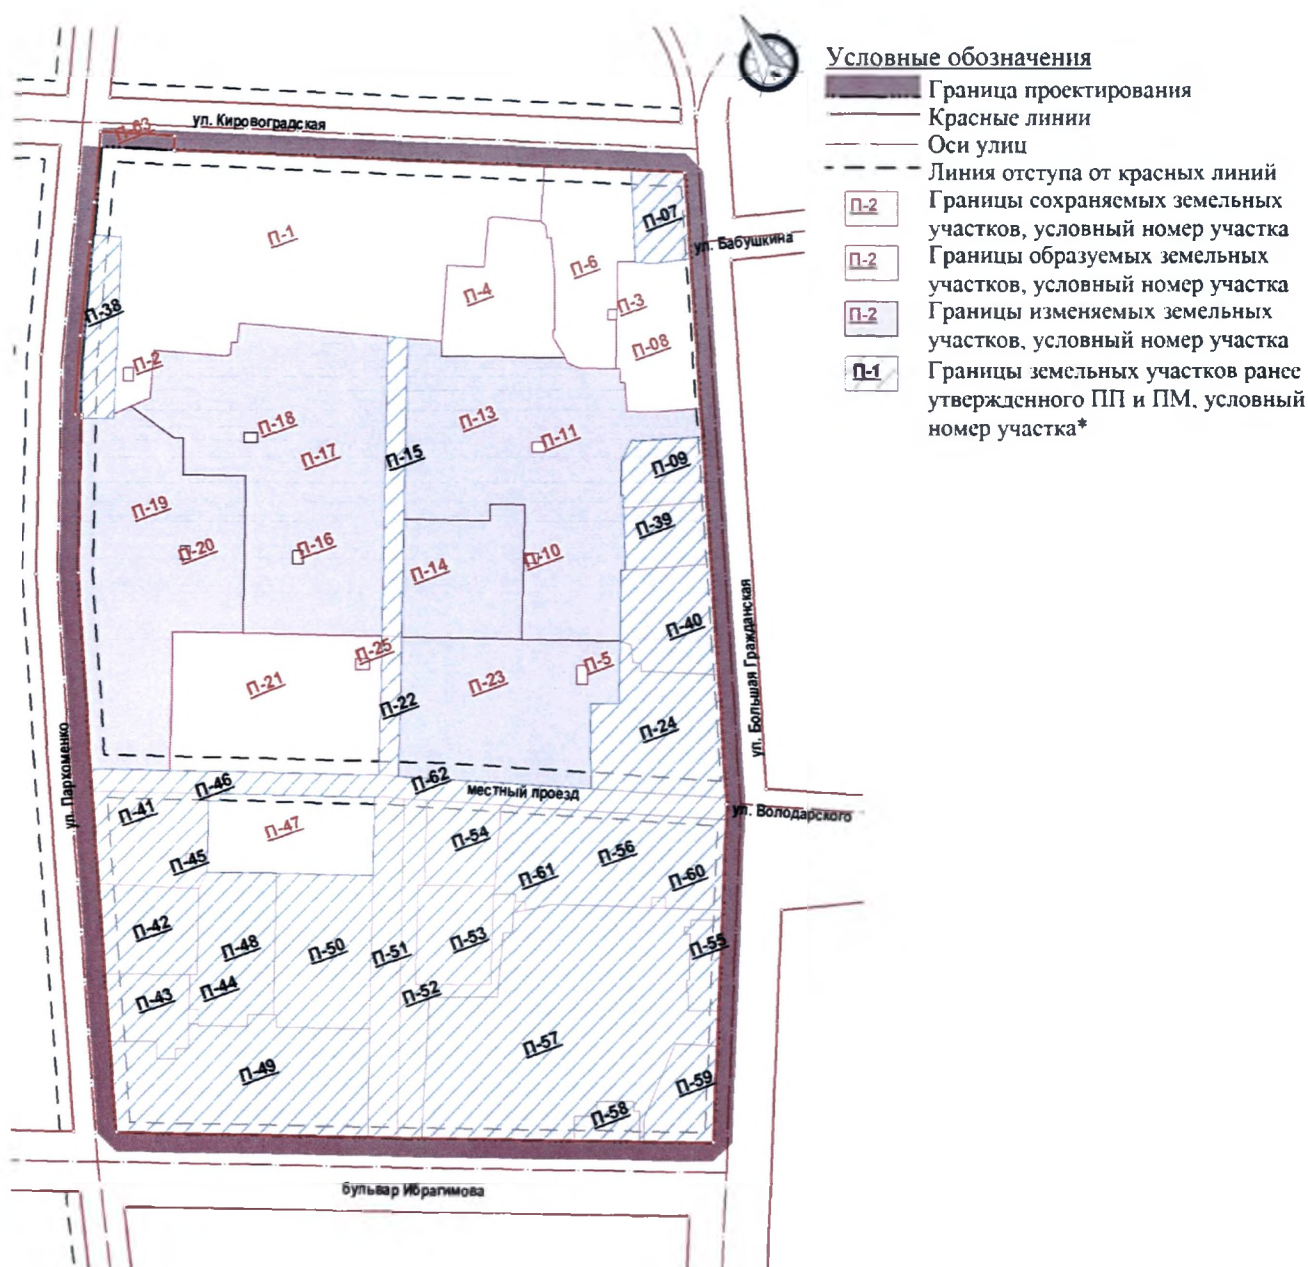 Условные обозначения
Граница проектирования
Красные линии
Оси улиц
Линия отступа от красных линий
П-2
Границы сохраняемых земельных
участков, условный номер участка
П-2
Границы образуемых земельных
участков, условный номер участка
П-2
Границы изменяемых земельных
участков, условный номер участка
П-1
Границы земельных участков ранее
утвержденного ПП и ПМ, условный
номер участка*
П-63
ул. Кировоградская
П-07
П-1
ул. Бабушкина
П-6
П-4
П-38
П-3
П-08
П-2
П-18
П-13
П-11
П-17
П-15
П-09
П-19
П-39
П-20
П-16
П-10
П-14
П-40
ул. Большая Гражданская
П-25
П-5
П-21
П-23
П-22
П-24
ул. Пархоменко
П-46
П-62
местный проезд
П-41
ул. Володарского
П-47
П-54
П-45
П-56
П-61
П-60
П-42
П-48
П-50
П-51
П-53
П-55
П-43
П-44
П-52
П-57
П-49
П-59
П-58
бульвар Ибрагимова